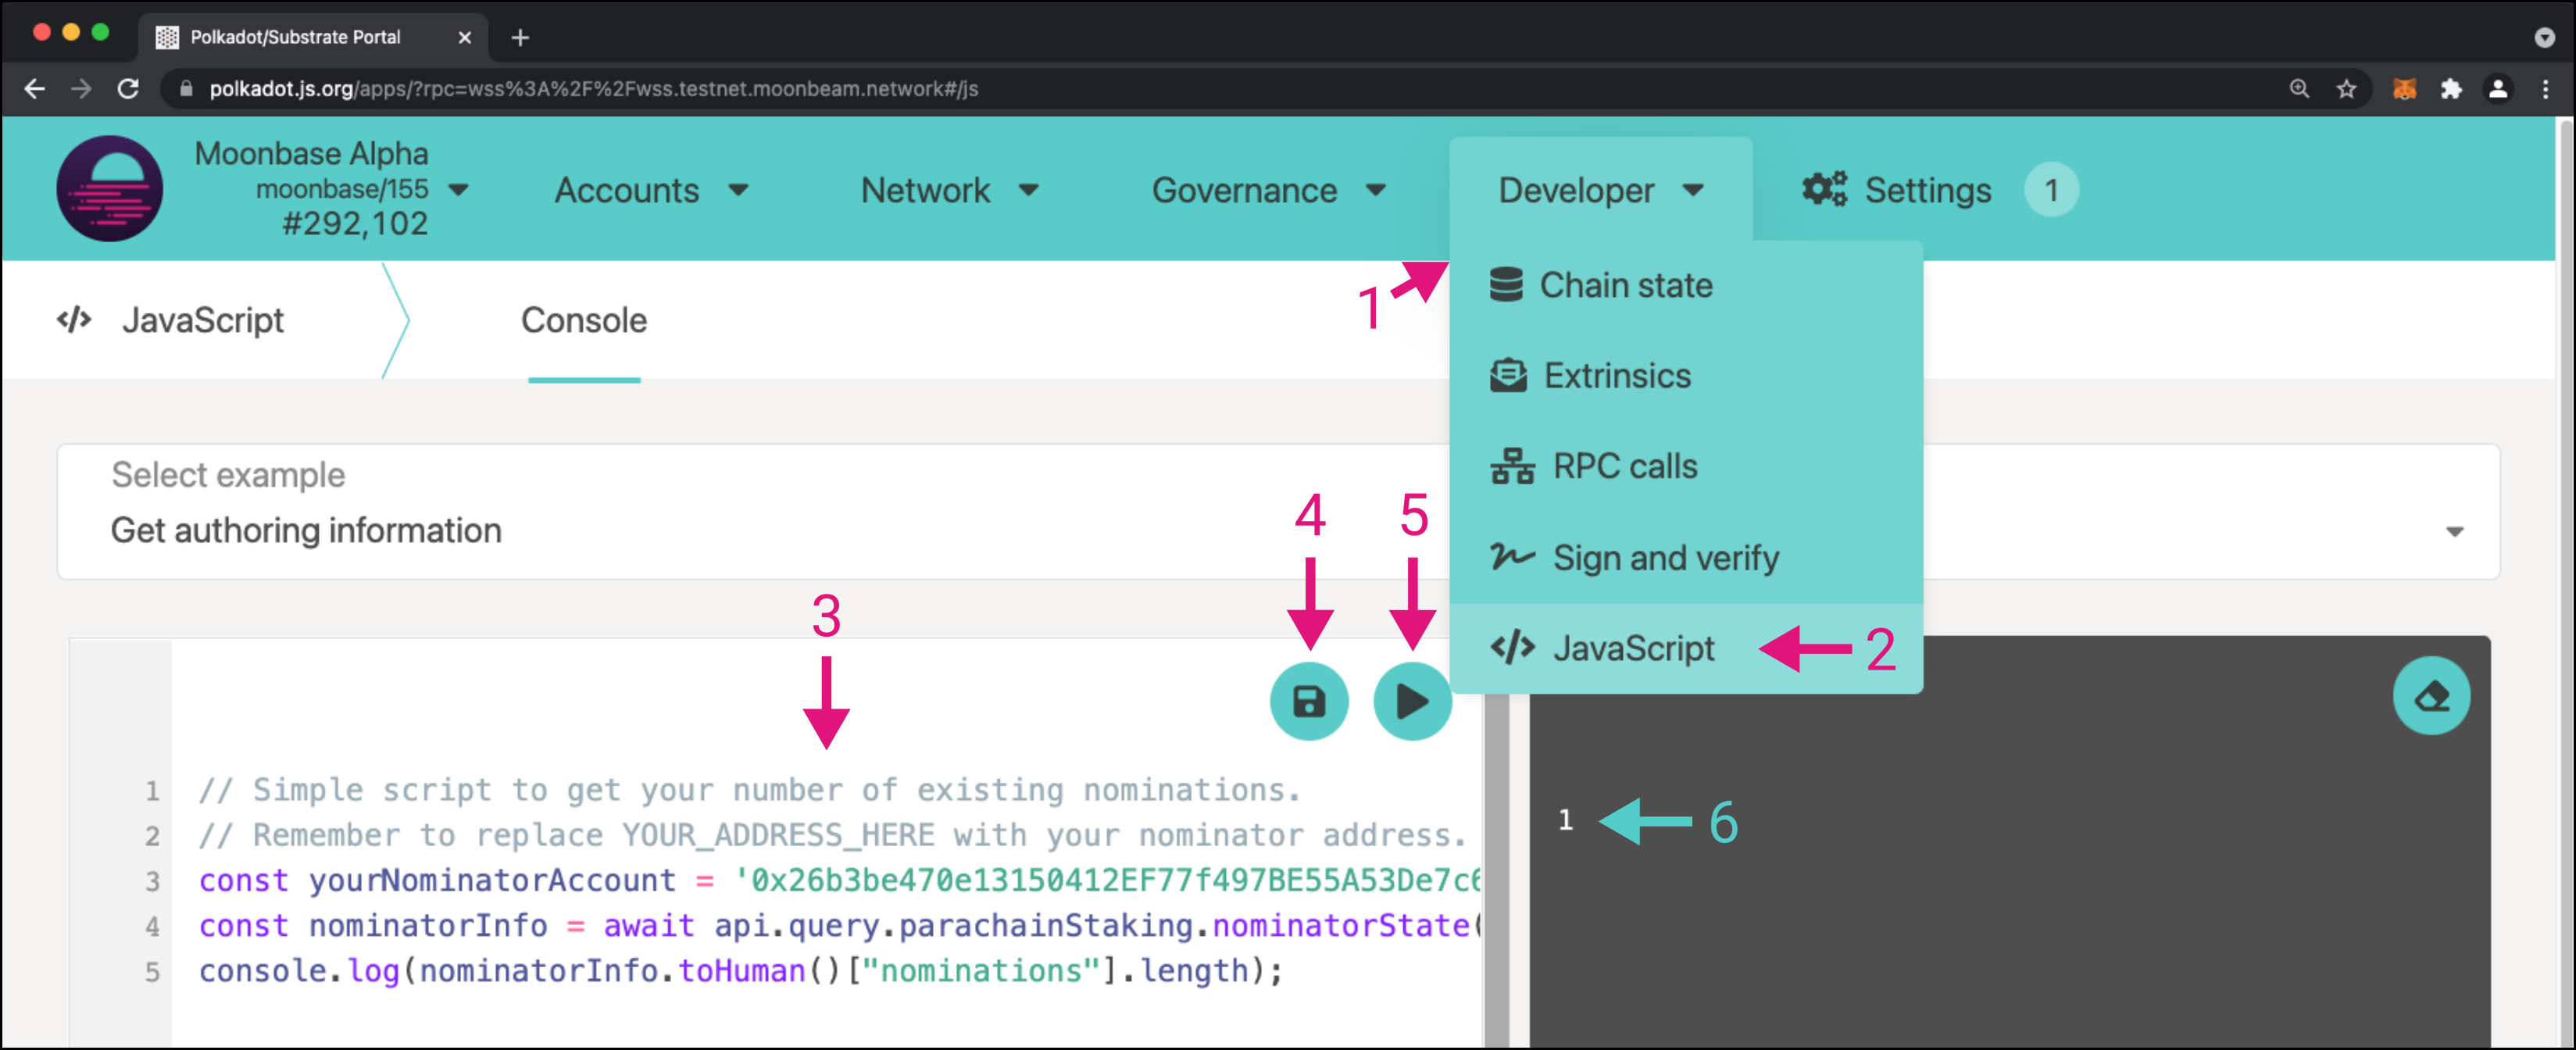 Polkadot/Substrate Portal
polkadot.js.org/apps/?rpc=wss%3A%2F%2Fwss.testnet.moonbeam.network#/js
Moonbase Alpha
moonbase/155
#292,102
Accounts
Network
Governance
Developer
Settings
1
Chain state
Extrinsics
RPC calls
Sign and verify
JavaScript
1
2
JavaScript
Console
Select example
Get authoring information
3
4
5
1 // Simple script to get your number of existing nominations.
2 // Remember to replace YOUR_ADDRESS_HERE with your nominator address.
3 const yourNominatorAccount = '0x26b3be470e13150412EF77f497BE55A53De7c6
4 const nominatorInfo = await api.query.parachainStaking.nominatorState(
5 console.log(nominatorInfo.toHuman()["nominations"].length);
1
6